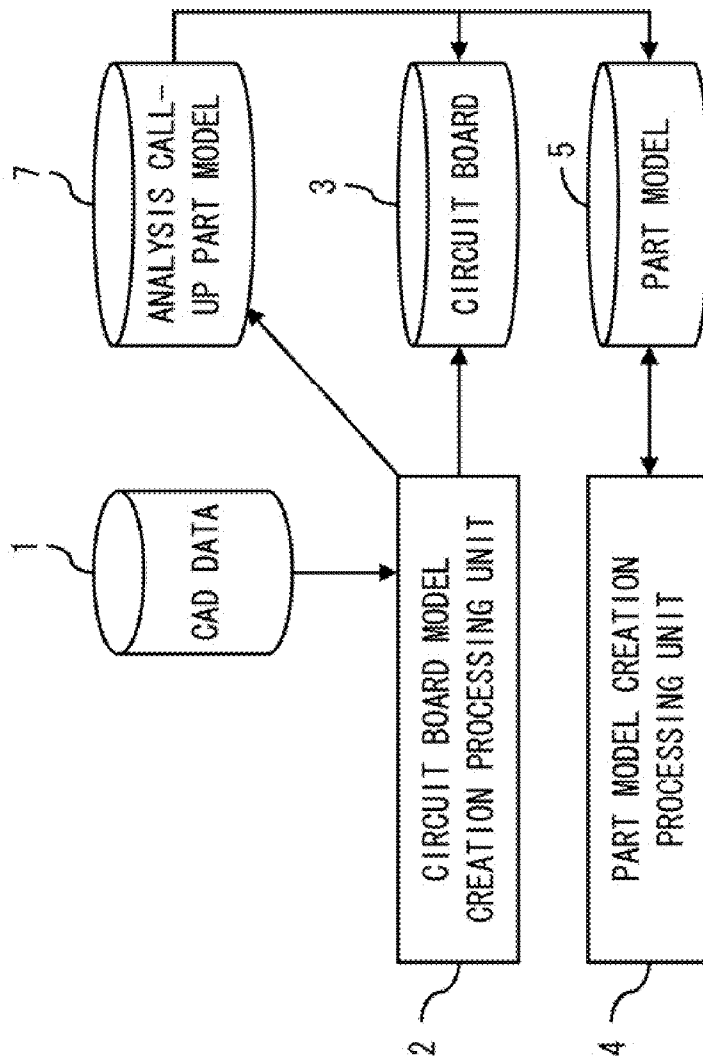 1
CAD DATA
7
ANALYSIS CALL-
UP PART MODEL
2
CIRCUIT BOARD MODEL
CREATION PROCESSING UNIT
3
CIRCUIT BOARD
4
PART MODEL CREATION
PROCESSING UNIT
5
PART MODEL